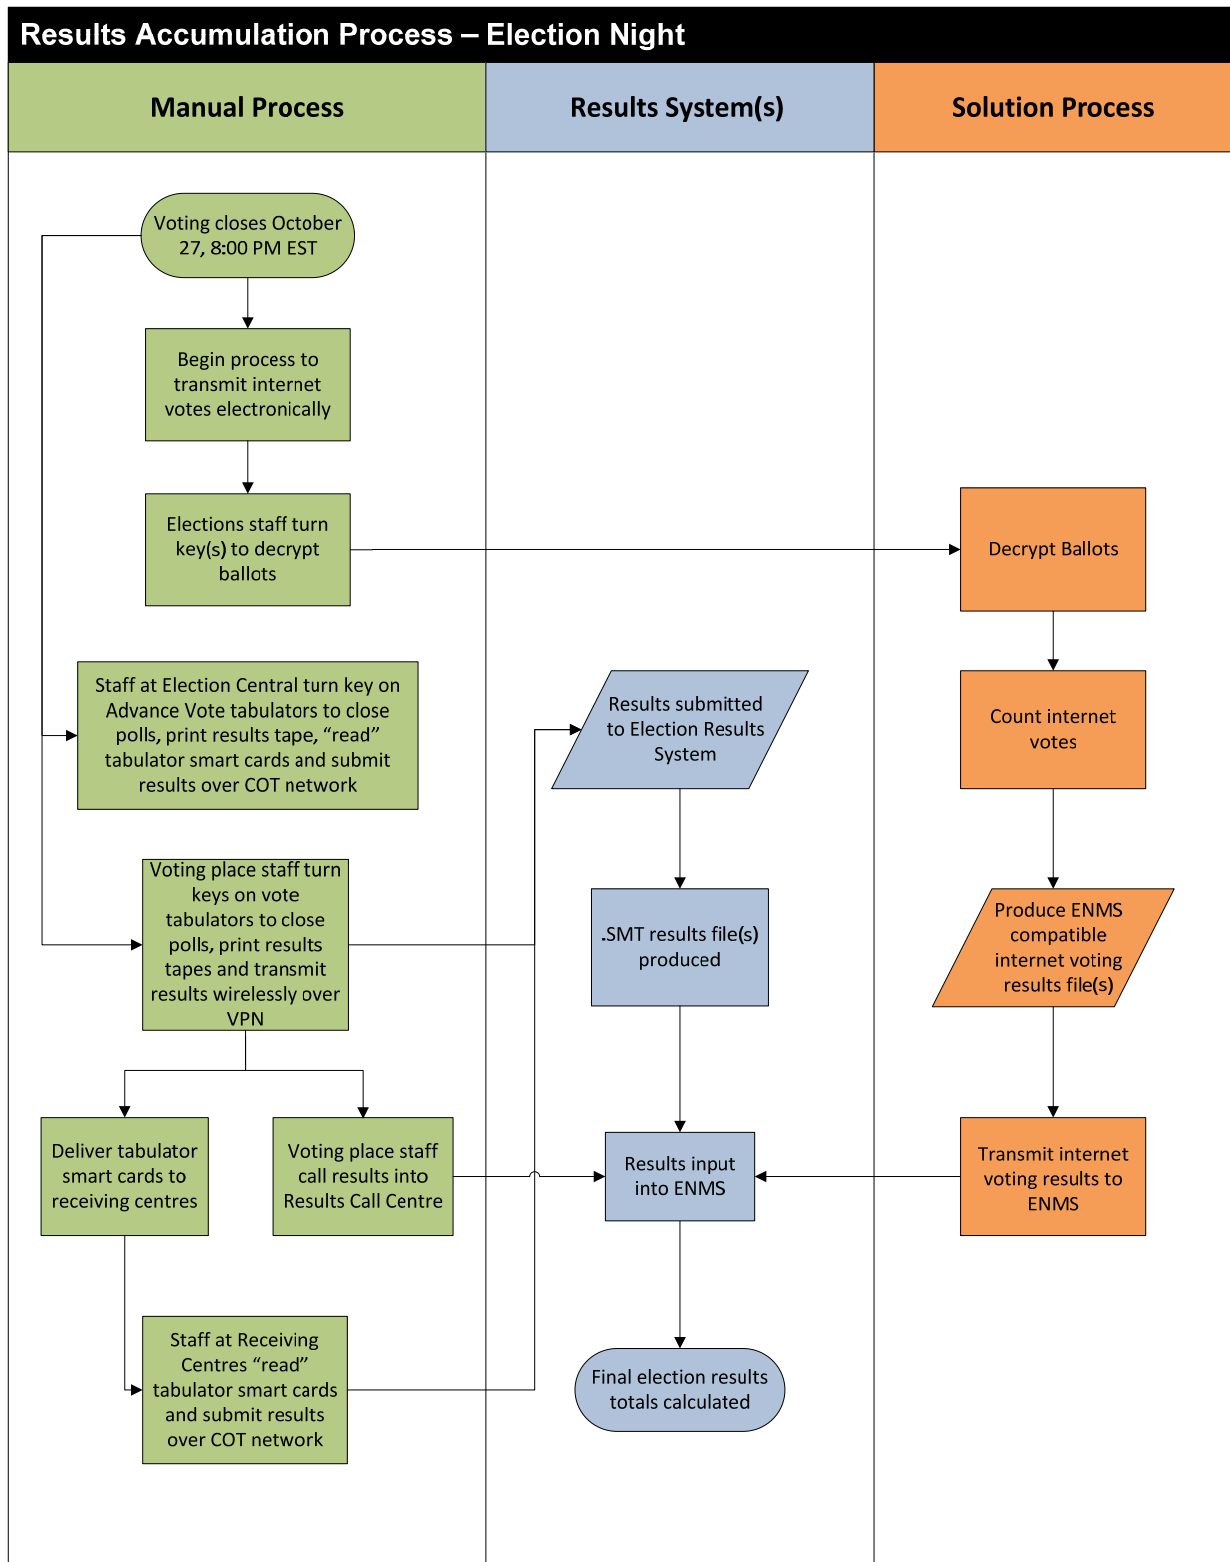 Results Accumulation Process – Election Night
Manual Process
Results System(s)
Solution Process
Voting closes October
27, 8:00 PM EST
Begin process to
transmit internet
votes electronically
Elections staff turn
key(s) to decrypt
ballots
Decrypt Ballots
Staff at Election Central turn key on
Advance Vote tabulators to close
polls, print results tape, “read”
tabulator smart cards and submit
results over COT network
Results submitted
to Election Results
System
Count internet
votes
Voting place staff turn
keys on vote
tabulators to close
polls, print results
tapes and transmit
results wirelessly over
VPN
.SMT results file(s)
produced
Produce ENMS
compatible
internet voting
results file(s)
Deliver tabulator
smart cards to
receiving centres
Voting place staff
call results into
Results Call Centre
Results input
into ENMS
Transmit internet
voting results to
ENMS
Staff at Receiving
Centres “read”
tabulator smart cards
and submit results
over COT network
Final election results
totals calculated